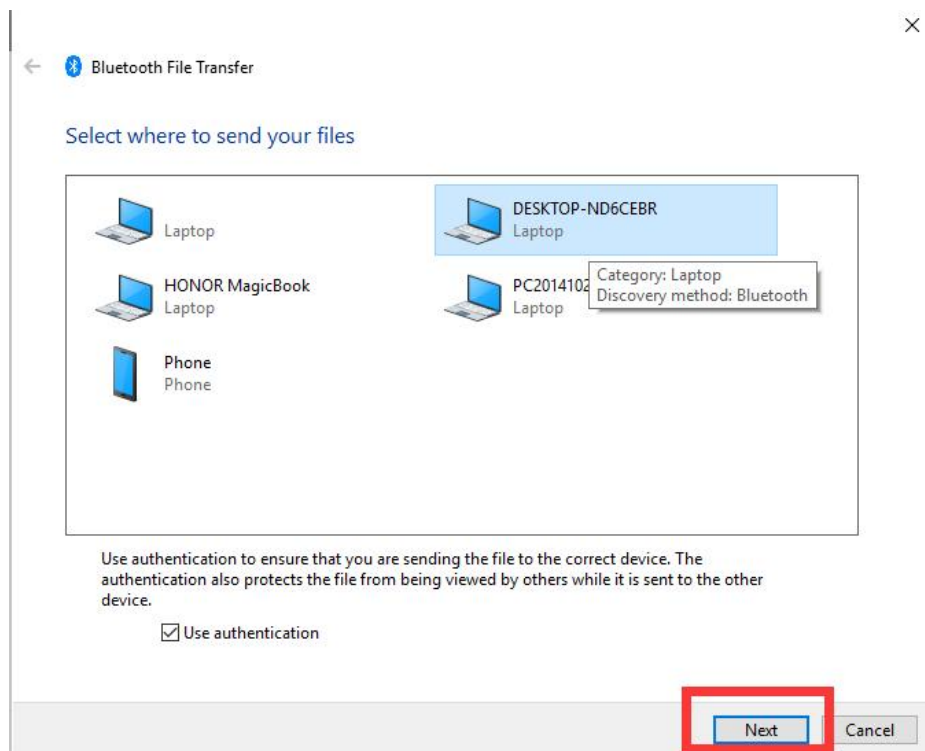 Bluetooth File Transfer
Select where to send your files
Laptop
DESKTOP-ND6CEBR
Laptop
HONOR MagicBook
Laptop
PC2014102
Laptop
Category: Laptop
Discovery method: Bluetooth
Phone
Phone
Use authentication to ensure that you are sending the file to the correct device. The
authentication also protects the file from being viewed by others while it is sent to the other
device.
Use authentication
Next
Cancel